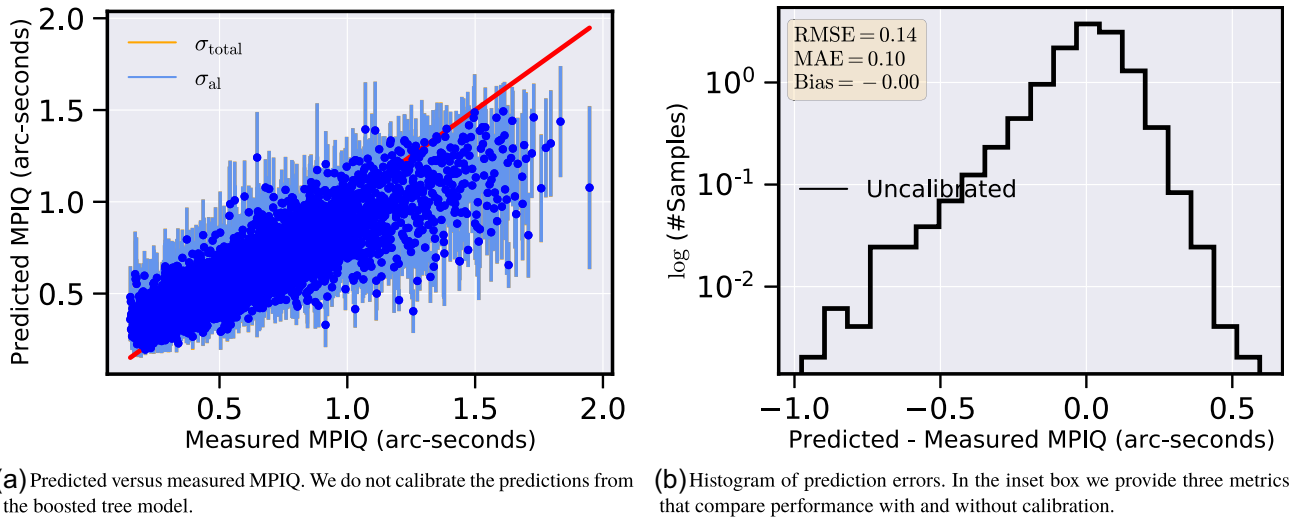 2.0
1.5
1.0
0.5
Predicted MPIQ (arc-seconds)
σtotal
σal
0.5 1.0 1.5 2.0
Measured MPIQ (arc-seconds)
(a) Predicted versus measured MPIQ. We do not calibrate the predictions from
the boosted tree model.
RMSE = 0.14
MAE = 0.10
Bias = − 0.00
10⁰
10⁻¹
10⁻²
log (#Samples)
Uncalibrated
−1.0 −0.5 0.0 0.5
Predicted - Measured MPIQ (arc-seconds)
(b) Histogram of prediction errors. In the inset box we provide three metrics
that compare performance with and without calibration.